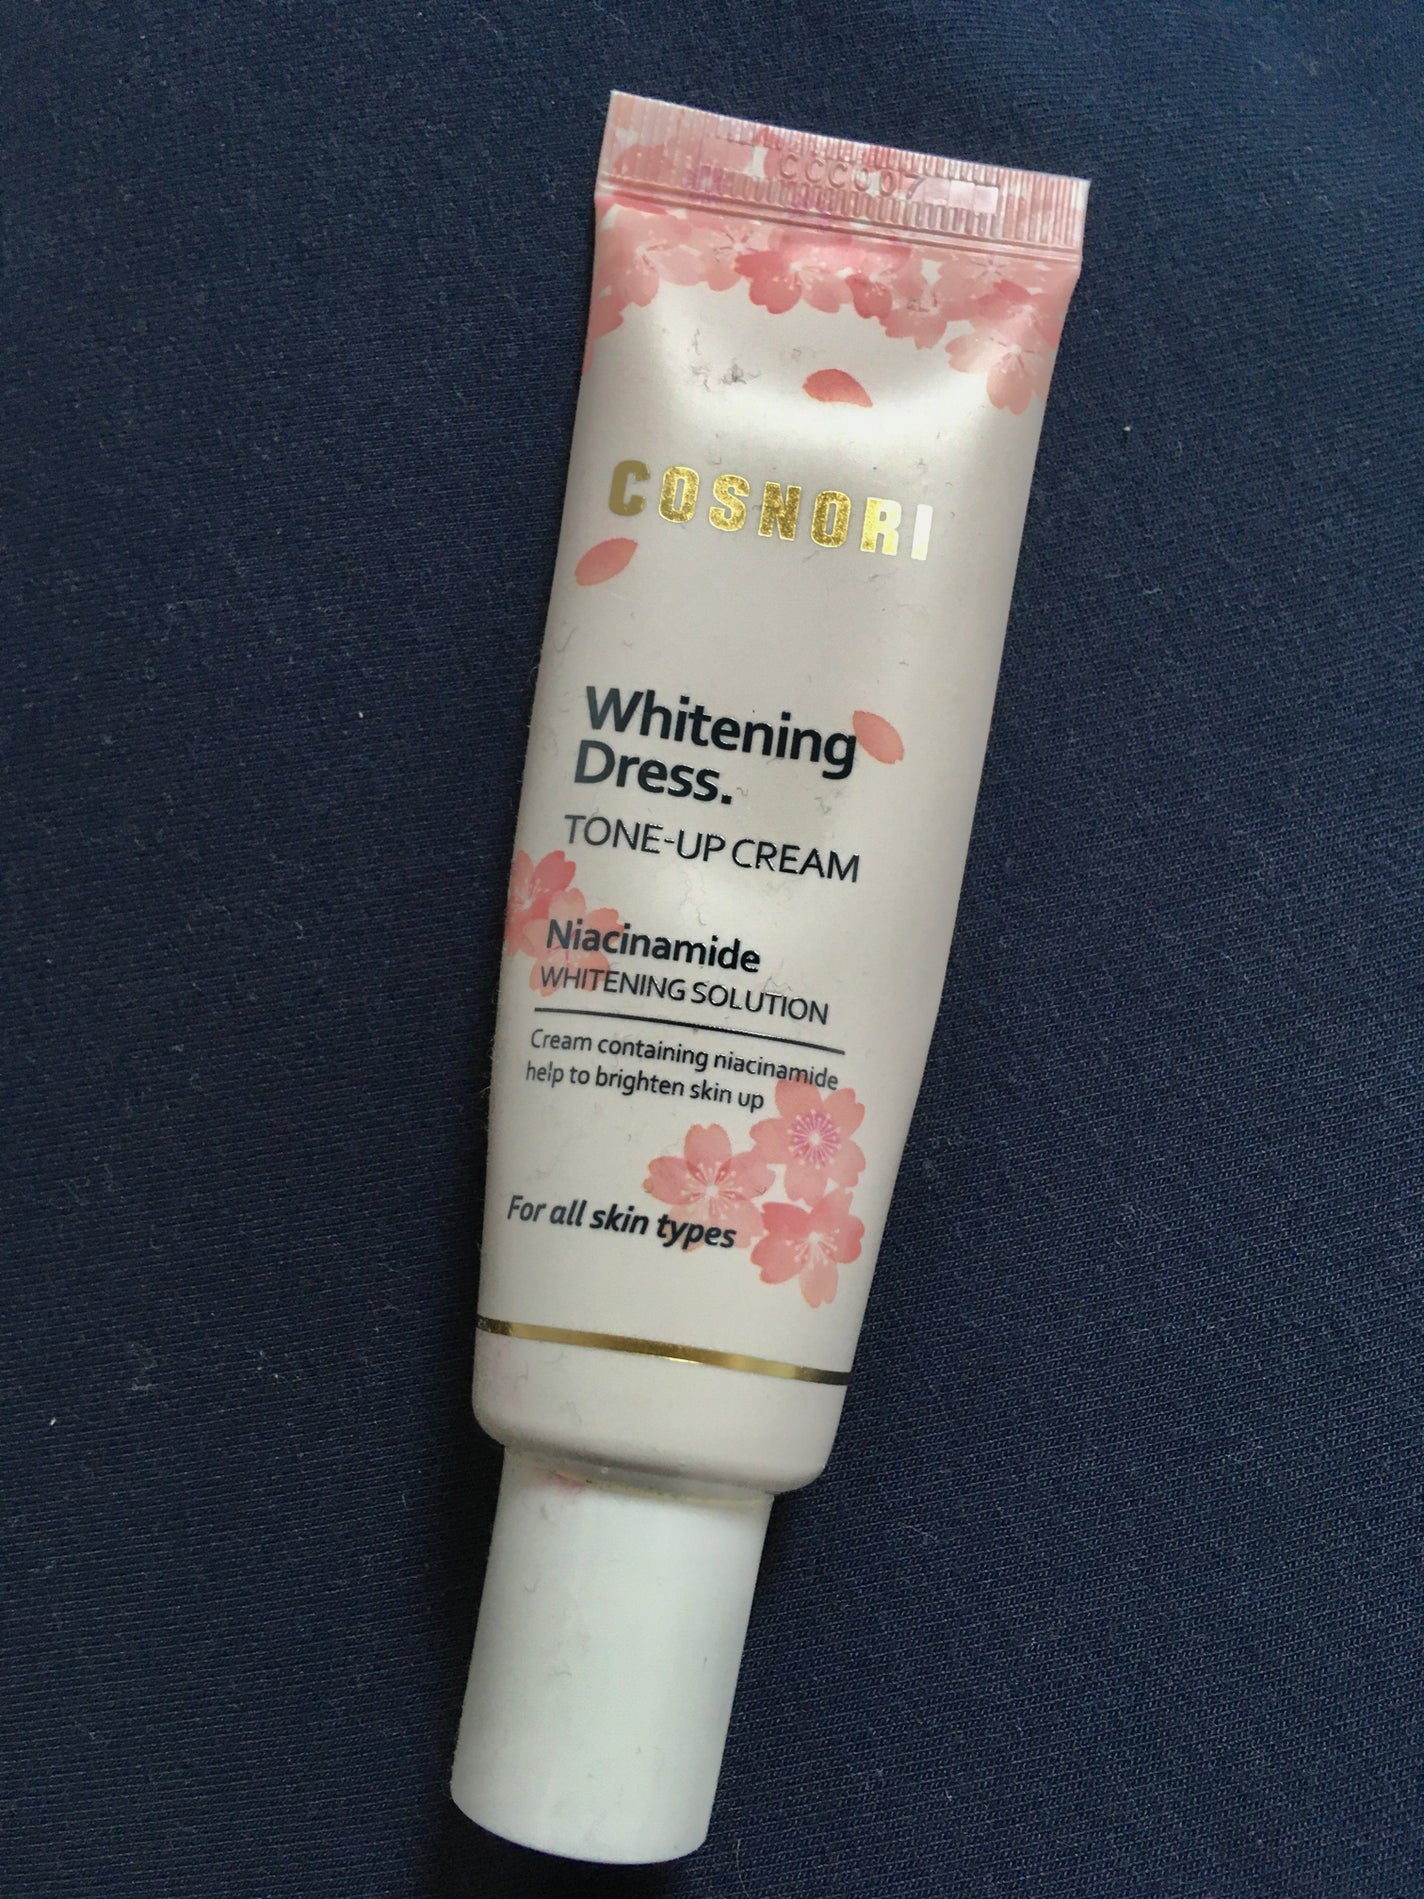 COSNORI
Whitening
Dress.
TONE-UP CREAM
Niacinamide
WHITENING SOLUTION
Cream containing niacinamide
help to brighten skin up
For all skin types